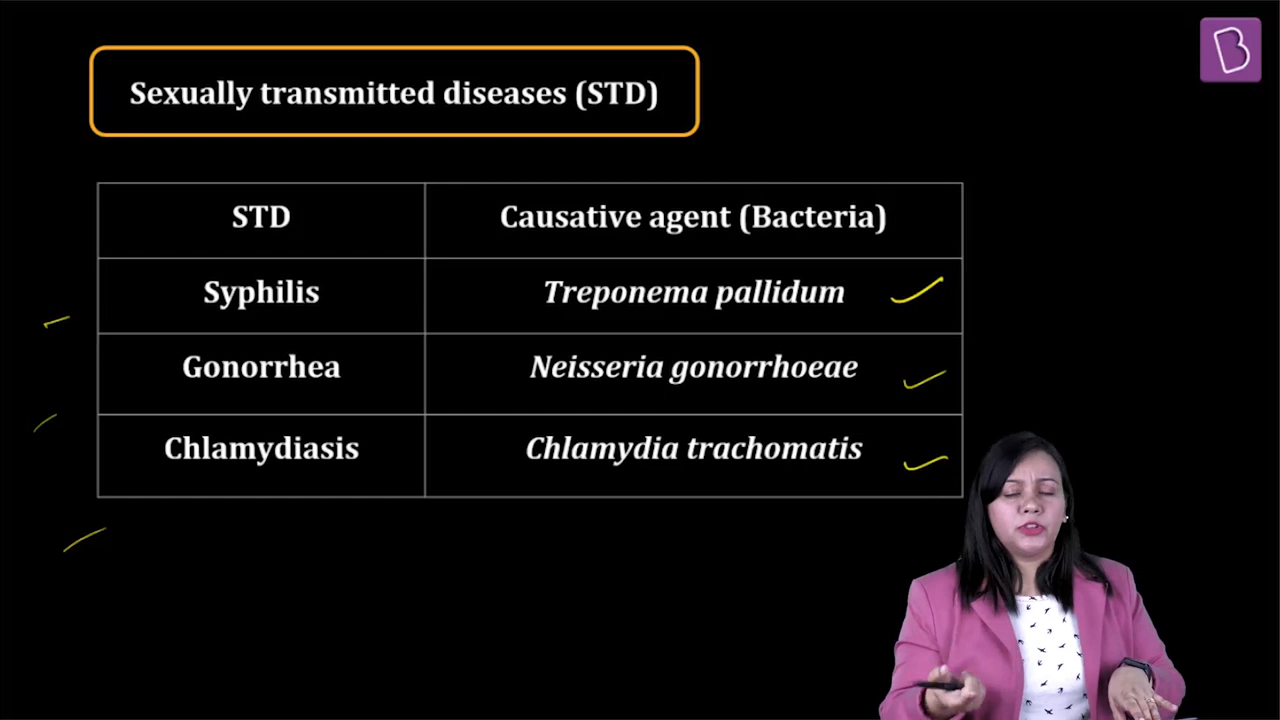 Sexually transmitted diseases (STD)
STD Causative agent (Bacteria)
Syphilis Treponema pallidum
Gonorrhea Neisseria gonorrhoeae
Chlamydiasis Chlamydia trachomatis
B